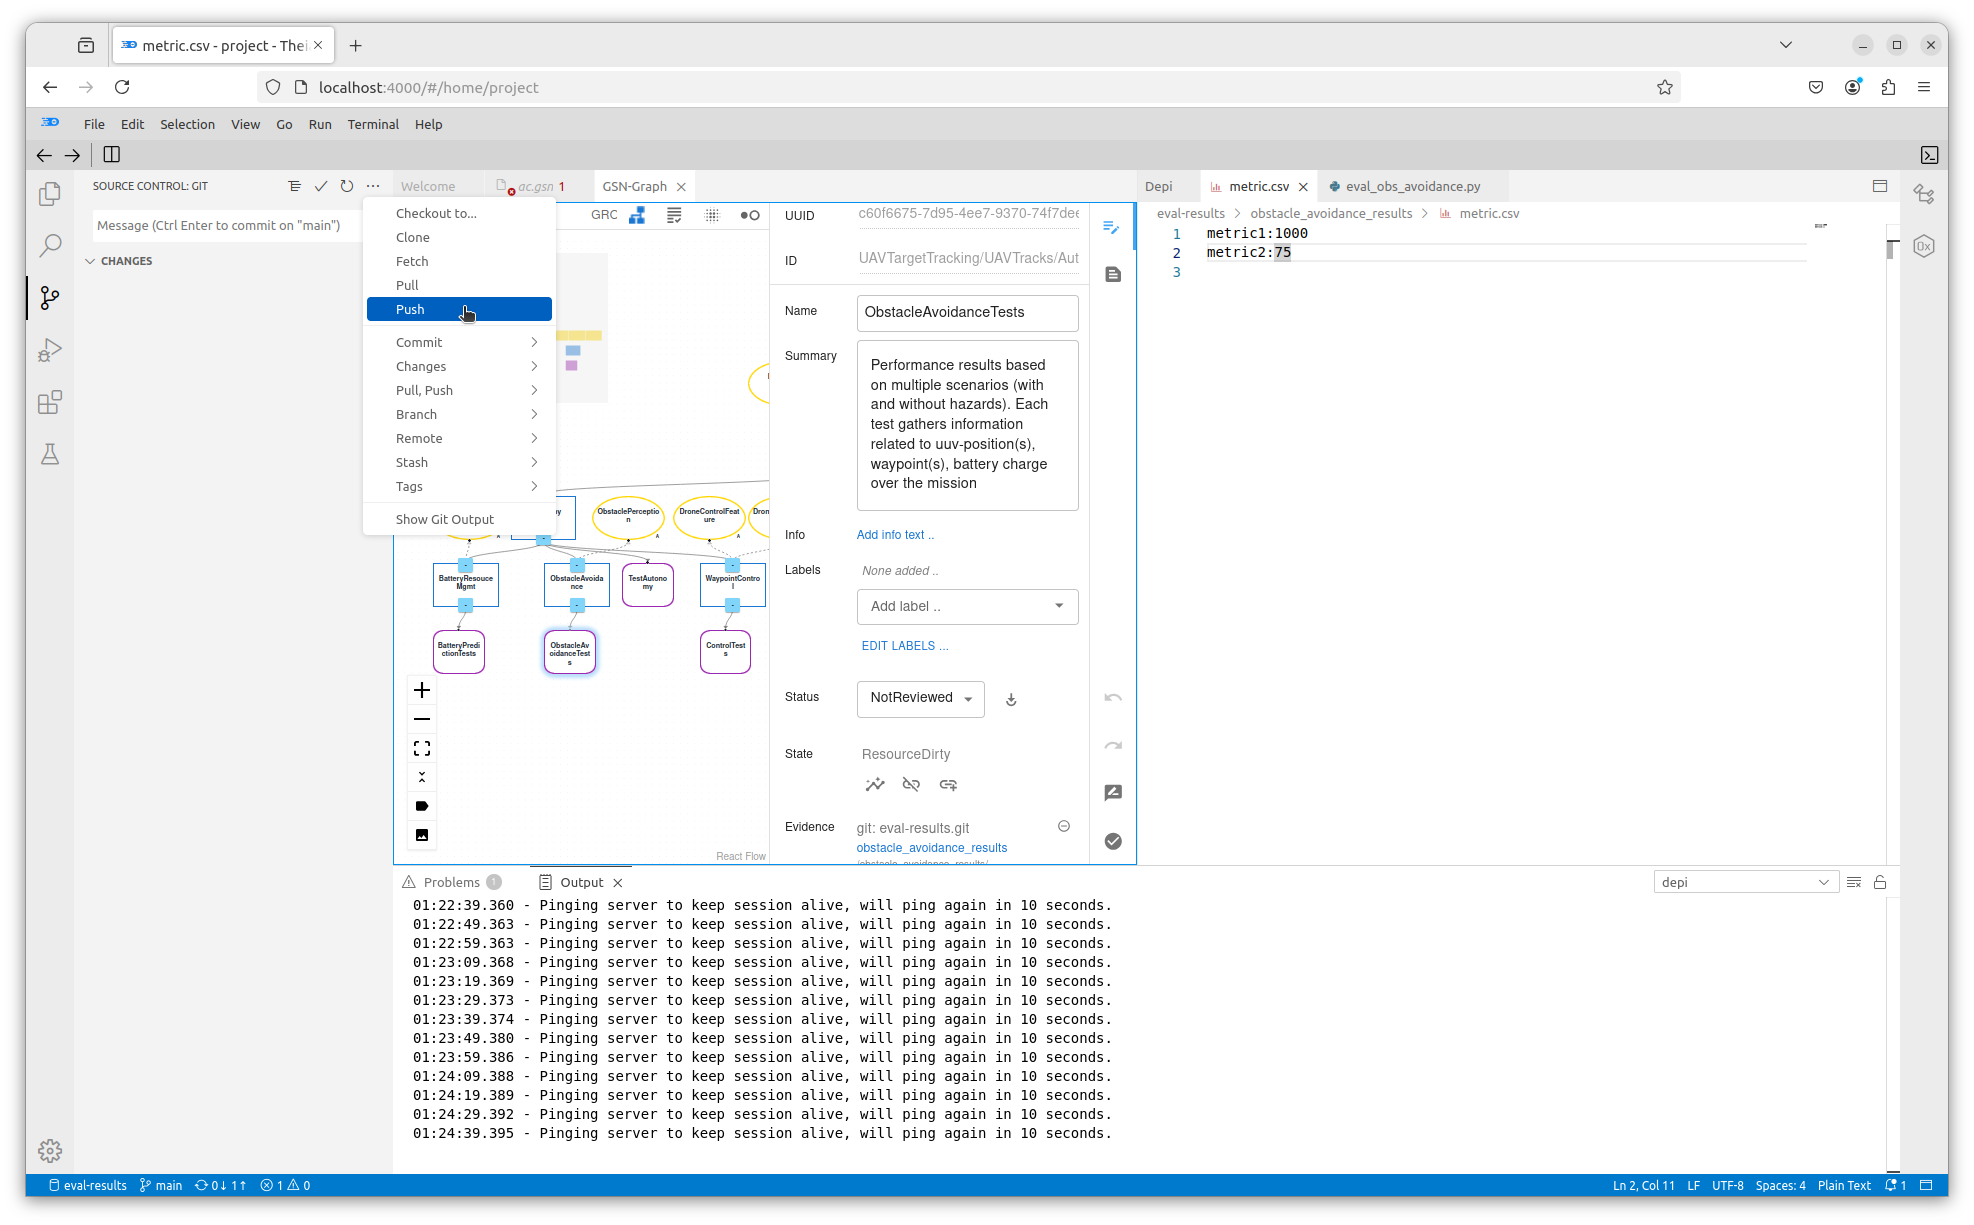 metric.csv - project - Thei
localhost:4000/#/home/project
File Edit Selection View Go Run Terminal Help
SOURCE CONTROL: GIT
Message (Ctrl Enter to commit on "main")
CHANGES
Checkout to...
Clone
Fetch
Pull
Push
Commit
Changes
Pull, Push
Branch
Remote
Stash
Tags
Show Git Output
Welcome
ac.gsn 1
GSN-Graph
GRC
ObstaclePerceptio
n
DroneControlFeat
ure
Dron
BatteryResouce
Mgmt
ObstacleAvoida
nce
TestAutono
my
WaypointContro
l
BatteryPredi
ctionTests
ObstacleAv
oidanceTest
s
ControlTest
s
React Flow
UUID c60f6675-7d95-4ee7-9370-74f7dee
ID UAVTargetTracking/UAVTracks/Aut
Name ObstacleAvoidanceTests
Summary
Performance results based
on multiple scenarios (with
and without hazards). Each
test gathers information
related to uuv-position(s),
waypoint(s), battery charge
over the mission
Info Add info text ..
Labels None added ..
Add label ..
EDIT LABELS ...
Status NotReviewed
State ResourceDirty
Evidence git: eval-results.git
obstacle_avoidance_results
Depi
metric.csv
eval_obs_avoidance.py
eval-results > obstacle_avoidance_results > metric.csv
1 metric1:1000
2 metric2:75
3
Problems 1
Output
depi
01:22:39.360 - Pinging server to keep session alive, will ping again in 10 seconds.
01:22:49.363 - Pinging server to keep session alive, will ping again in 10 seconds.
01:22:59.363 - Pinging server to keep session alive, will ping again in 10 seconds.
01:23:09.368 - Pinging server to keep session alive, will ping again in 10 seconds.
01:23:19.369 - Pinging server to keep session alive, will ping again in 10 seconds.
01:23:29.373 - Pinging server to keep session alive, will ping again in 10 seconds.
01:23:39.374 - Pinging server to keep session alive, will ping again in 10 seconds.
01:23:49.380 - Pinging server to keep session alive, will ping again in 10 seconds.
01:23:59.386 - Pinging server to keep session alive, will ping again in 10 seconds.
01:24:09.388 - Pinging server to keep session alive, will ping again in 10 seconds.
01:24:19.389 - Pinging server to keep session alive, will ping again in 10 seconds.
01:24:29.392 - Pinging server to keep session alive, will ping again in 10 seconds.
01:24:39.395 - Pinging server to keep session alive, will ping again in 10 seconds.
eval-results main 0↓ 1↑ 1 0
Ln 2, Col 11 LF UTF-8 Spaces: 4 Plain Text 1